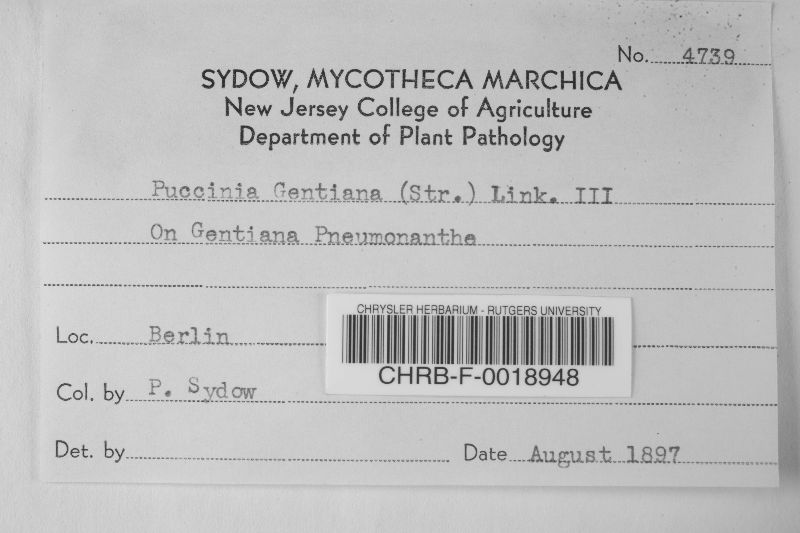 No. 4739
SYDOW, MYCOTHECA MARCHICA
New Jersey College of Agriculture
Department of Plant Pathology
Puccinia Gentiana (Str.) Link. III
On Gentiana Pneumonanthe
CHRYSLER HERBARIUM - RUTGERS UNIVERSITY
CHRB-F-0018948
Loc. Berlin
Col. by P. Sydow
Det. by
Date August 1897